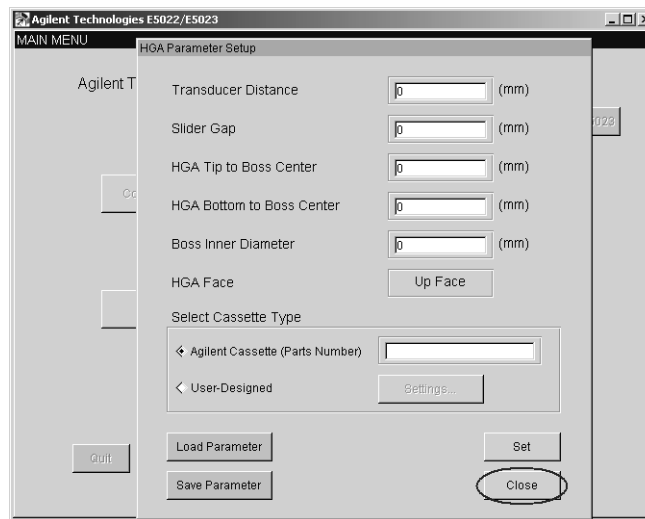 Agilent Technologies E5022/E5023
MAIN MENU
HGA Parameter Setup
Agilent T
Transducer Distance 0 (mm)
Slider Gap 0 (mm)
5023
HGA Tip to Boss Center 0 (mm)
Co
HGA Bottom to Boss Center 0 (mm)
Boss Inner Diameter 0 (mm)
HGA Face Up Face
Select Cassette Type
Agilent Cassette (Parts Number)
User-Designed Settings...
Load Parameter Set
Quit
Save Parameter Close